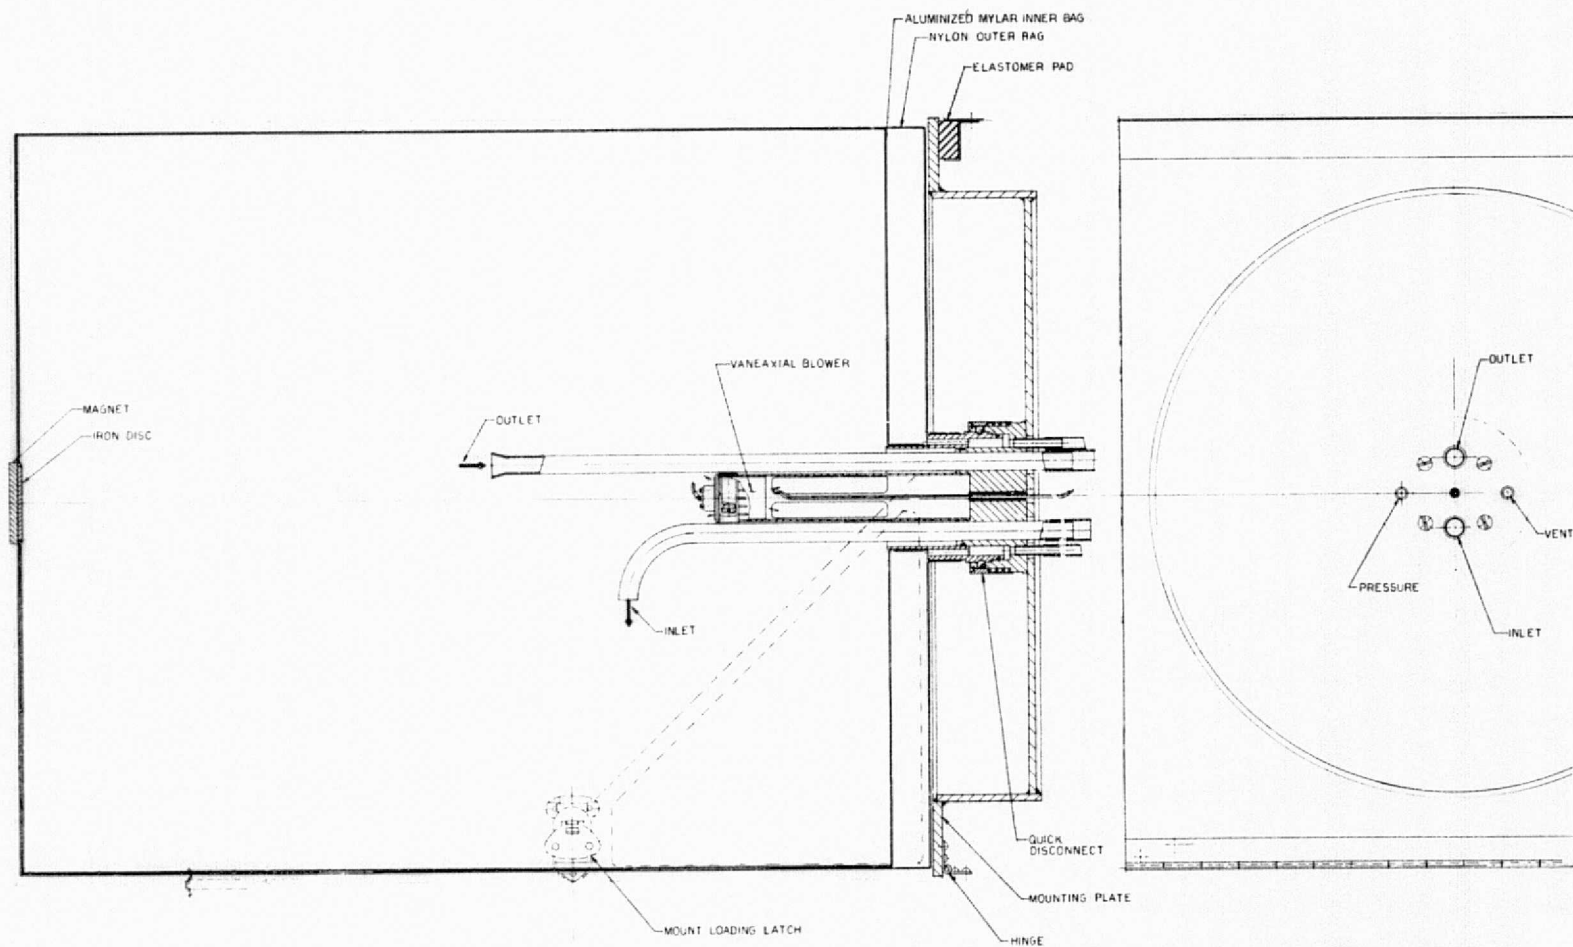 ALUMINIZED MYLAR INNER BAG
NYLON OUTER BAG
ELASTOMER PAD
VANEAXIAL BLOWER
OUTLET
MAGNET
OUTLET
IRON DISC
VENT
PRESSURE
INLET
INLET
QUICK
DISCONNECT
MOUNTING PLATE
MOUNT LOADING LATCH
HINGE